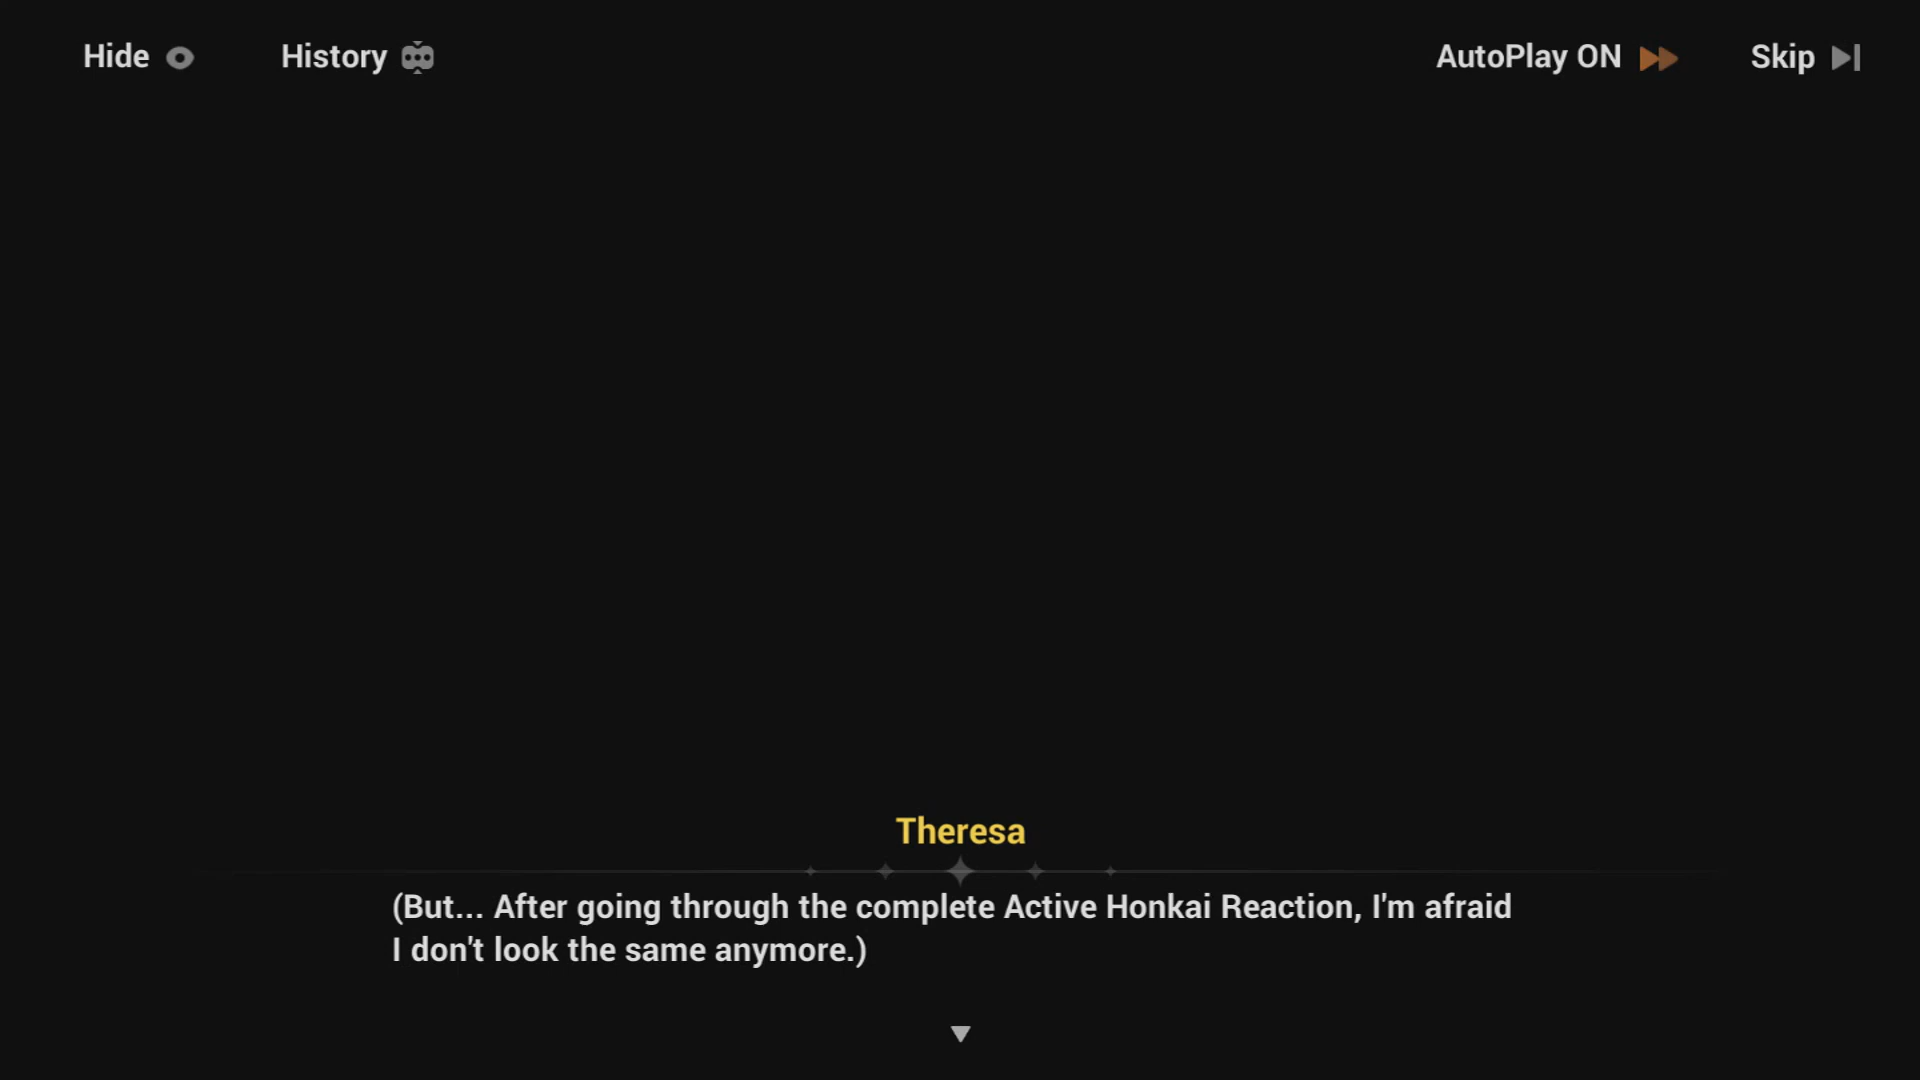 Hide
History
AutoPlay ON
Skip
Theresa
(But... After going through the complete Active Honkai Reaction, I'm afraid
I don't look the same anymore.)